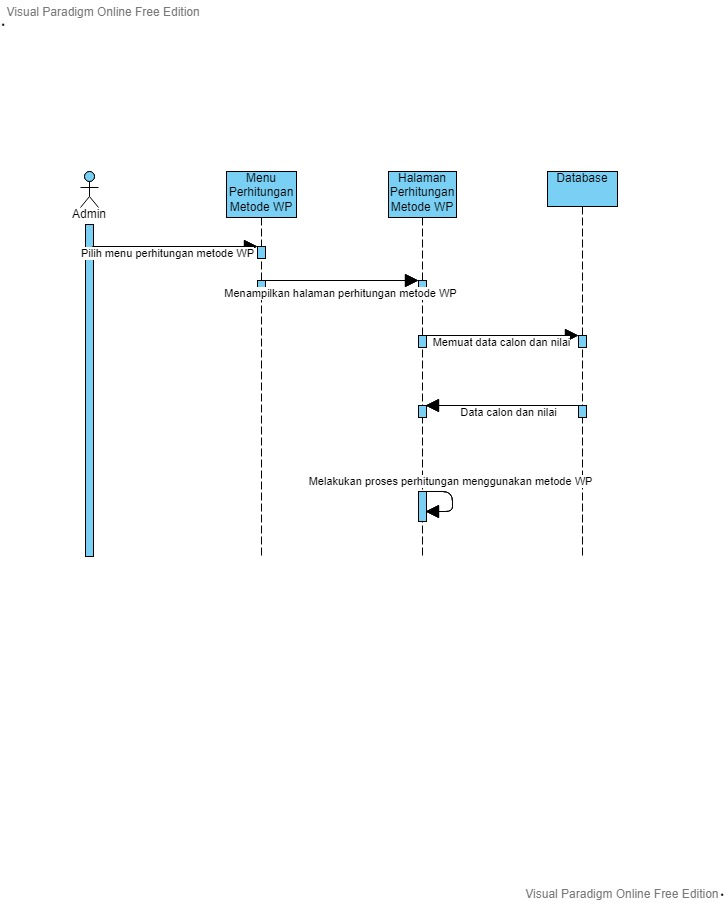 Visual Paradigm Online Free Edition
Admin
Menu
Perhitungan
Metode WP
Halaman
Perhitungan
Metode WP
Database
Pilih menu perhitungan metode WP
Menampilkan halaman perhitungan metode WP
Memuat data calon dan nilai
Data calon dan nilai
Melakukan proses perhitungan menggunakan metode WP
Visual Paradigm Online Free Edition